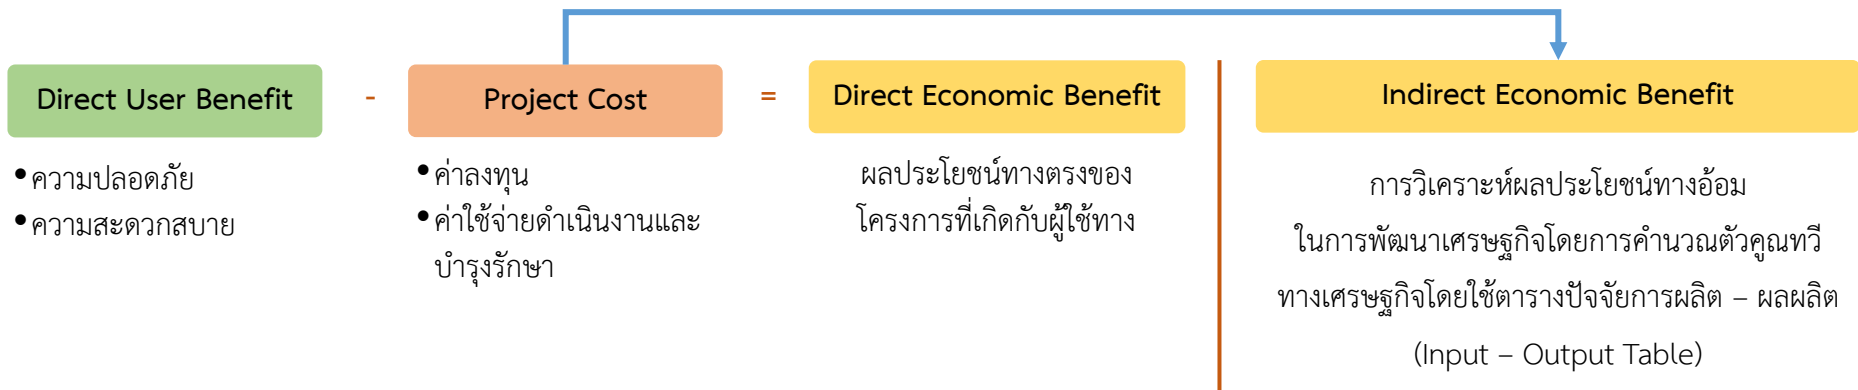 Direct User Benefit
-
Project Cost
=
Direct Economic Benefit
Indirect Economic Benefit
•ความปลอดภัย
•ความสะดวกสบาย
•ค่าลงทุน
•ค่าใช้จ่ายดำเนินงานและ
บำรุงรักษา
ผลประโยชน์ทางตรงของ
โครงการที่เกิดกับผู้ใช้ทาง
การวิเคราะห์ผลประโยชน์ทางอ้อม
ในการพัฒนาเศรษฐกิจโดยการคำนวณตัวคูณทวี
ทางเศรษฐกิจโดยใช้ตารางปัจจัยการผลิต – ผลผลิต
(Input – Output Table)